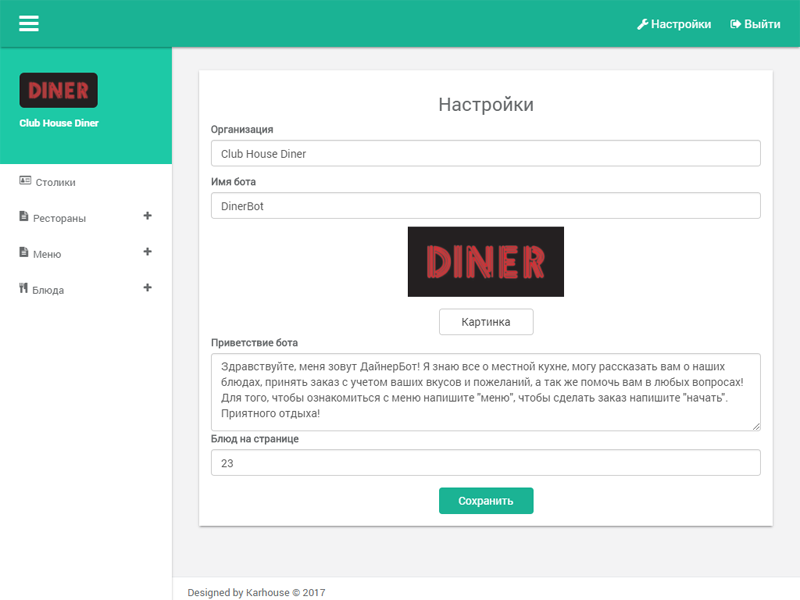 Настройки
Выйти
DINER
Club House Diner
Столики
Рестораны
Меню
Блюда
Настройки
Организация
Club House Diner
Имя бота
DinerBot
DINER
Картинка
Приветствие бота
Здравствуйте, меня зовут ДайнерБот! Я знаю все о местной кухне, могу рассказать вам о наших
блюдах, принять заказ с учетом ваших вкусов и пожеланий, а так же помочь вам в любых вопросах!
Для того, чтобы ознакомиться с меню напишите "меню", чтобы сделать заказ напишите "начать".
Приятного отдыха!
Блюд на странице
23
Сохранить
Designed by Karhouse © 2017